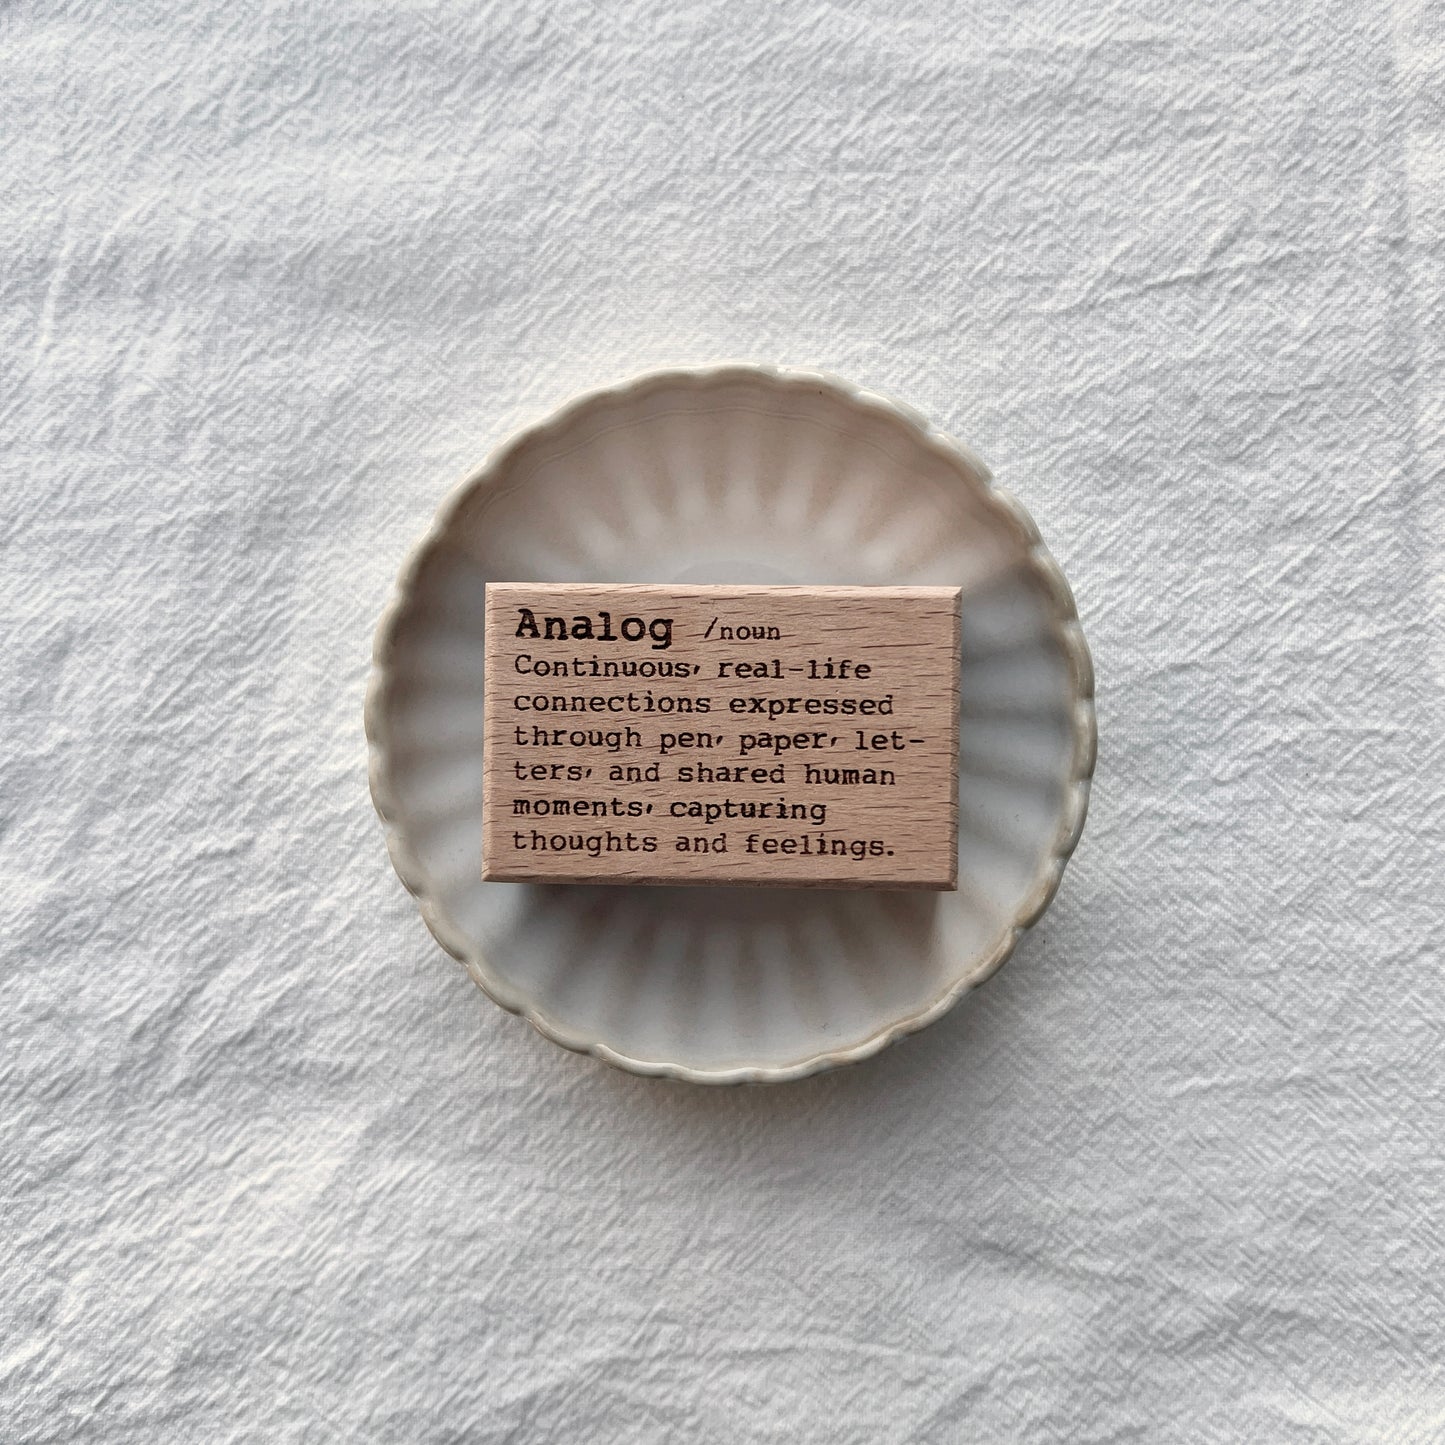 Analog /noun
Continuous, real-life
connections expressed
through pen, paper, let-
ters, and shared human
moments, capturing
thoughts and feelings.